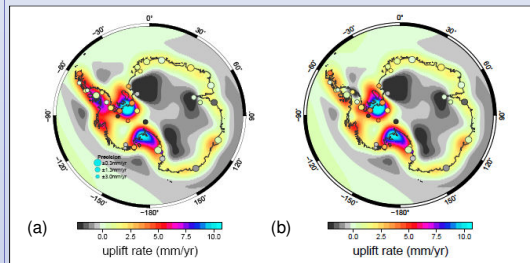 0°
−30°
30°
−60°
60°
−90°
90°
−120°
120°
−150°
150°
−180°
Precision
±0.3mm/yr
±1.5mm/yr
±3.0mm/yr
(a)
0.0 2.5 5.0 7.5 10.0
uplift rate (mm/yr)
0°
−30°
30°
−60°
60°
−90°
90°
−120°
120°
−150°
150°
−180°
(b)
0.0 2.5 5.0 7.5 10.0
uplift rate (mm/yr)